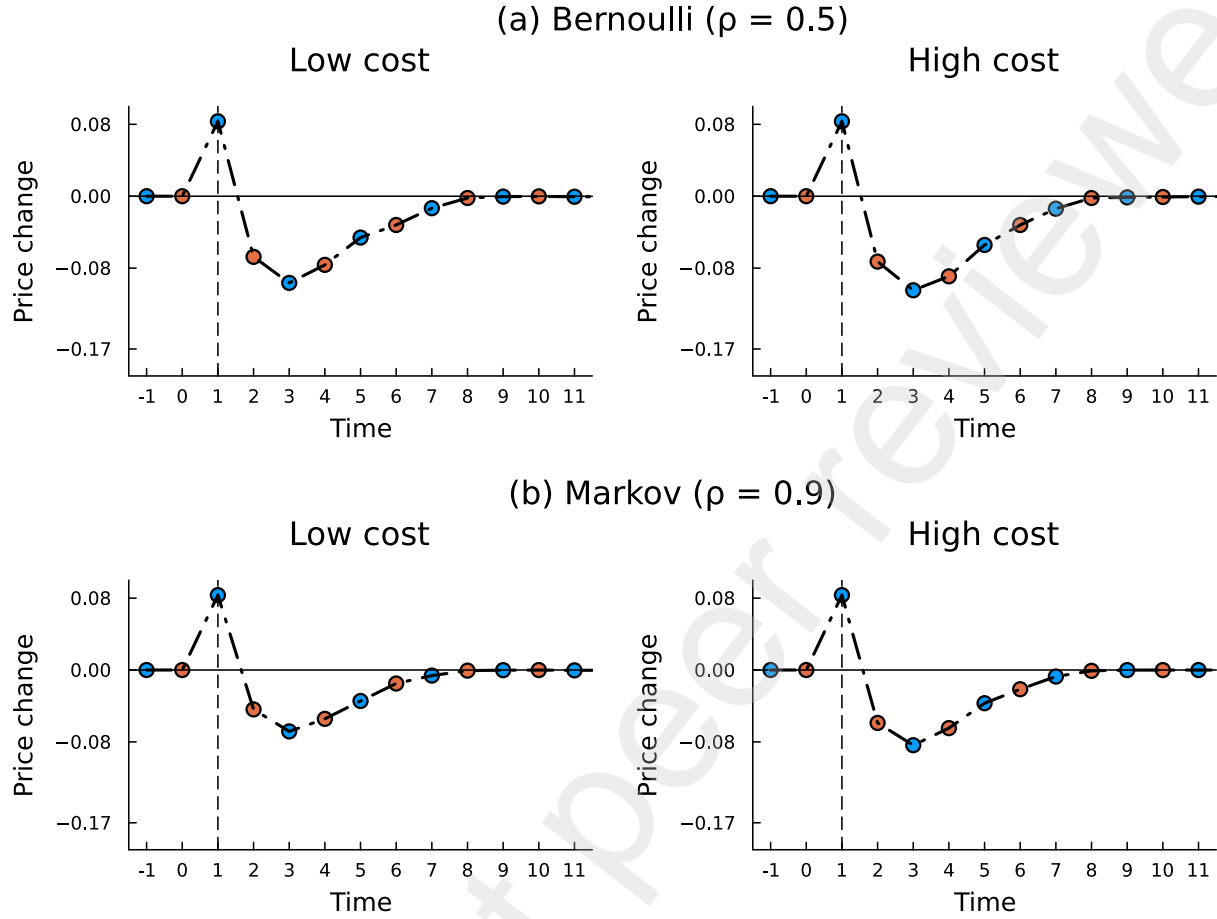 (a) Bernoulli (ρ = 0.5)
Low cost
High cost
Price change
0.08
0.00
−0.08
−0.17
-1 0 1 2 3 4 5 6 7 8 9 10 11
Time
Price change
0.08
0.00
−0.08
−0.17
-1 0 1 2 3 4 5 6 7 8 9 10 11
Time
(b) Markov (ρ = 0.9)
Low cost
High cost
Price change
0.08
0.00
−0.08
−0.17
-1 0 1 2 3 4 5 6 7 8 9 10 11
Time
Price change
0.08
0.00
−0.08
−0.17
-1 0 1 2 3 4 5 6 7 8 9 10 11
Time
peer reviewe